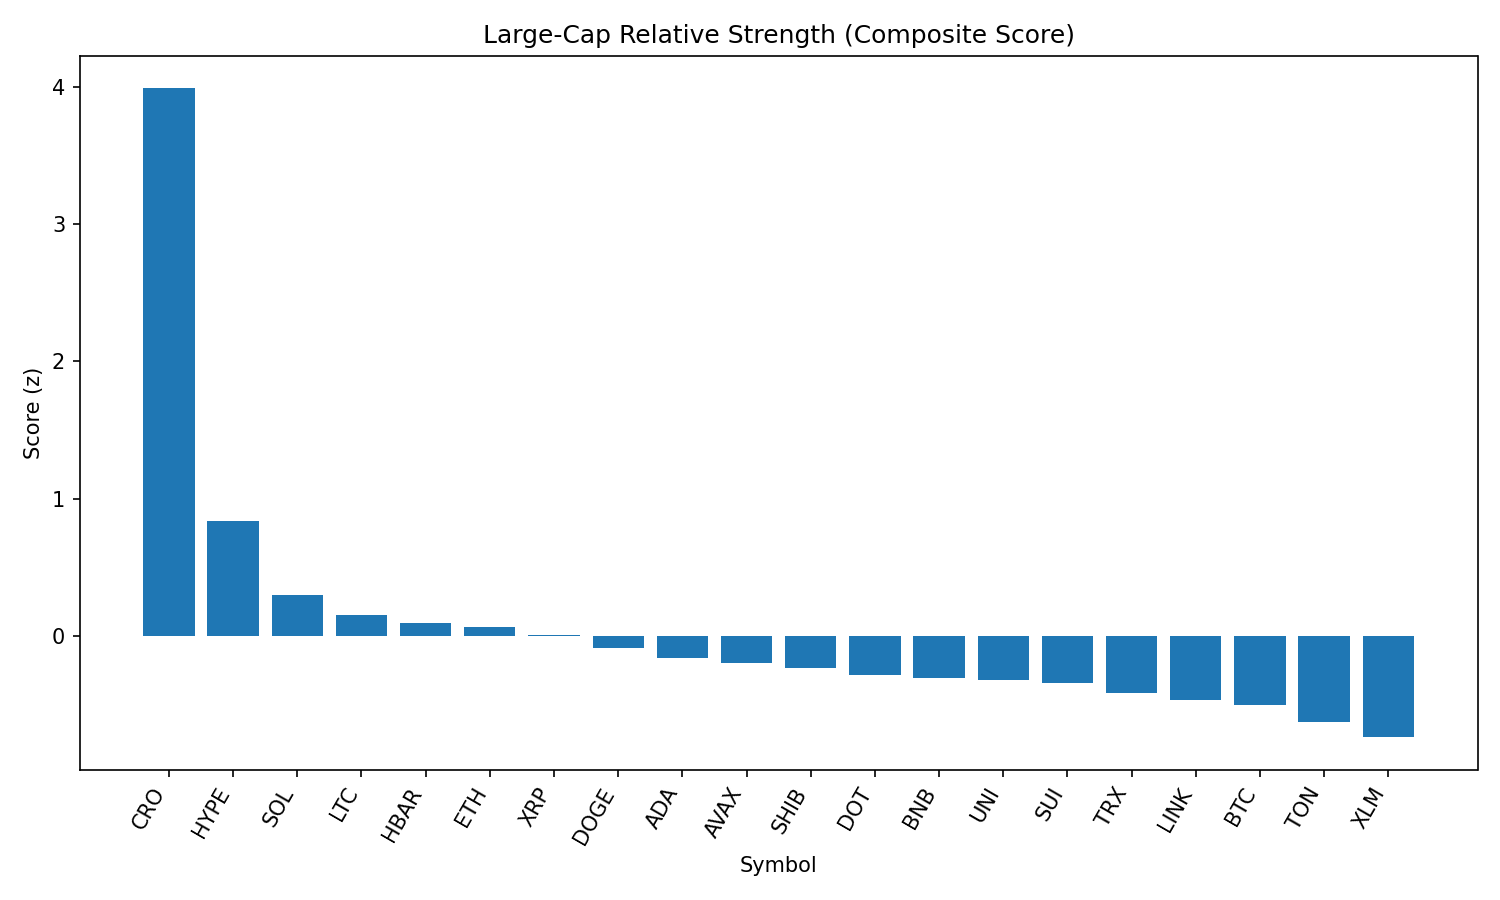 Large-Cap Relative Strength (Composite Score)
Score (z)
4
3
2
1
0
CRO
HYPE
SOL
LTC
HBAR
ETH
XRP
DOGE
ADA
AVAX
SHIB
DOT
BNB
UNI
SUI
TRX
LINK
BTC
TON
XLM
Symbol